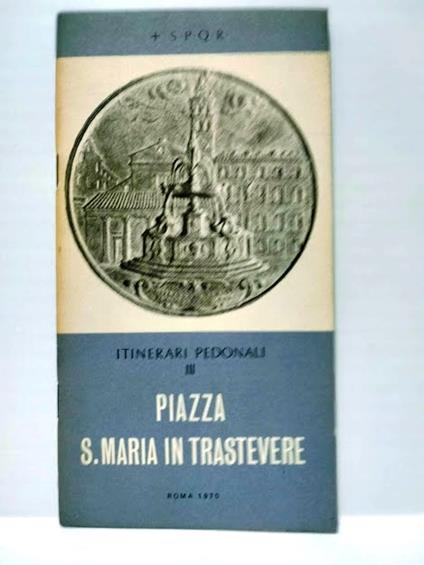 + S·P·Q·R
ITINERARI PEDONALI
III
PIAZZA
S. MARIA IN TRASTEVERE
ROMA 1970